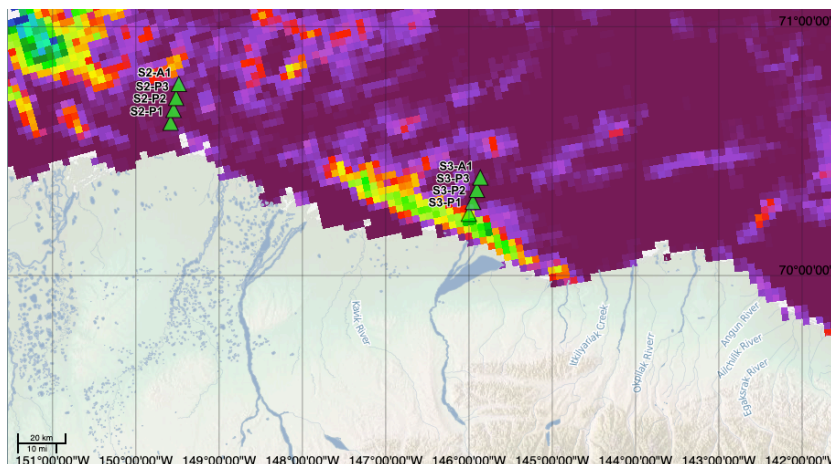 71°00'00"N
S2-A1
S2-P3
S2-P2
S2-P1
S3-A1
S3-P3
S3-P2
S3-P1
70°00'00"N
Kavik River
Itkilyariak Creek
Okpilak River
Angun River
Aichilik River
Egaksrak River
20 km
10 mi
151°00'00"W 150°00'00"W 149°00'00"W 148°00'00"W 147°00'00"W 146°00'00"W 145°00'00"W 144°00'00"W 143°00'00"W 142°00'00"W